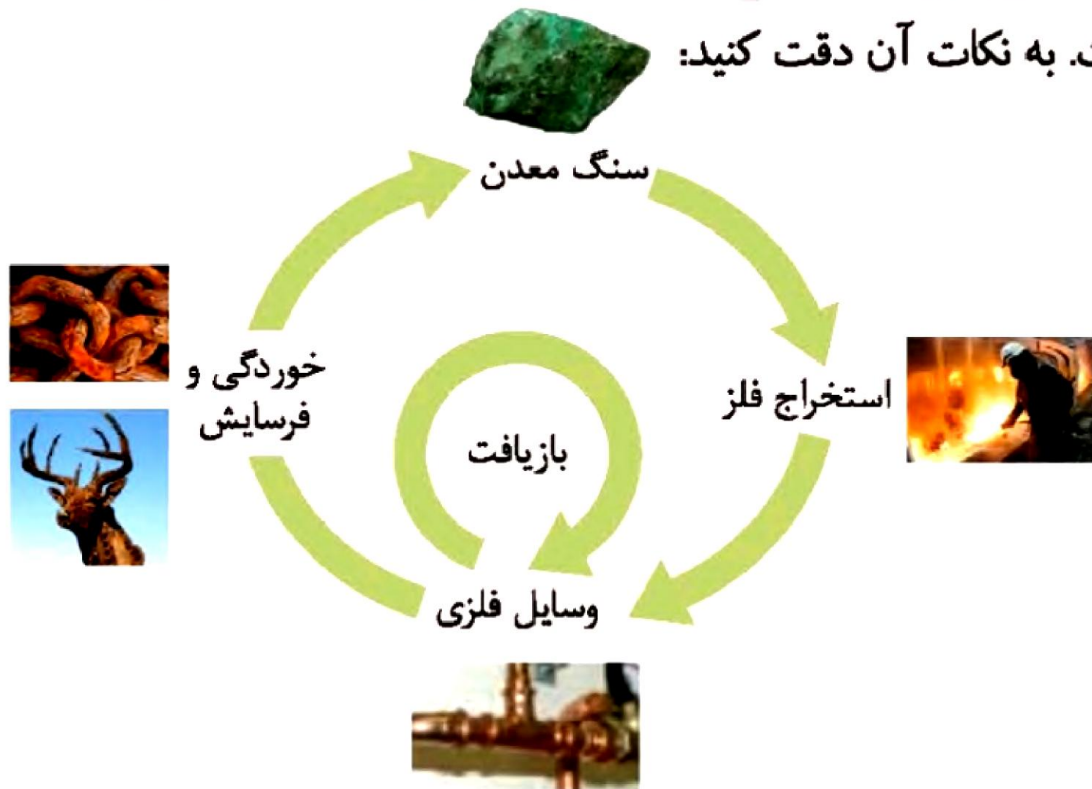 به نکات آن دقت کنید:
سنگ معدن
استخراج فلز
وسایل فلزی
خوردگی و
فرسایش
بازیافت